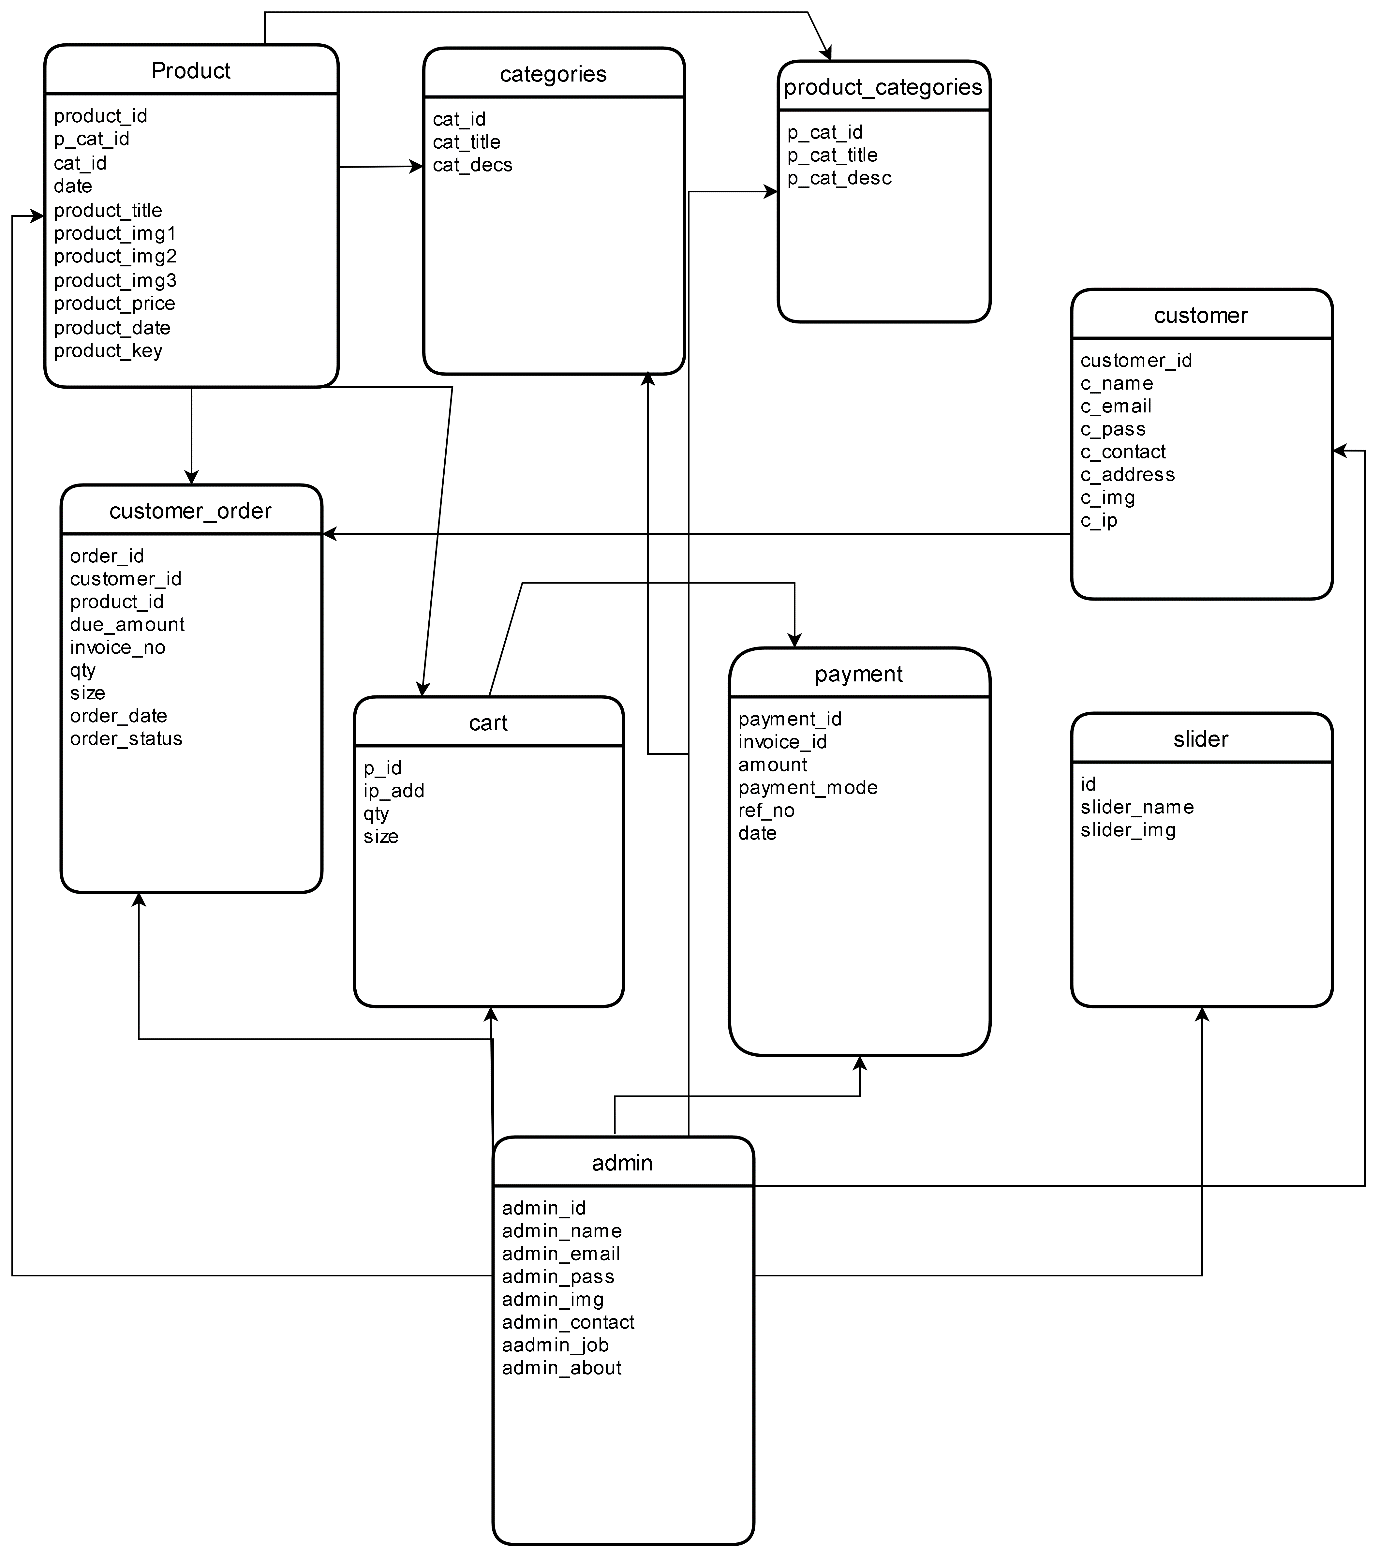 Product
product_id
p_cat_id
cat_id
date
product_title
product_img1
product_img2
product_img3
product_price
product_date
product_key
categories
cat_id
cat_title
cat_decs
product_categories
p_cat_id
p_cat_title
p_cat_desc
customer
customer_id
c_name
c_email
c_pass
c_contact
c_address
c_img
c_ip
customer_order
order_id
customer_id
product_id
due_amount
invoice_no
qty
size
order_date
order_status
cart
p_id
ip_add
qty
size
payment
payment_id
invoice_id
amount
payment_mode
ref_no
date
slider
id
slider_name
slider_img
admin
admin_id
admin_name
admin_email
admin_pass
admin_img
admin_contact
aadmin_job
admin_about